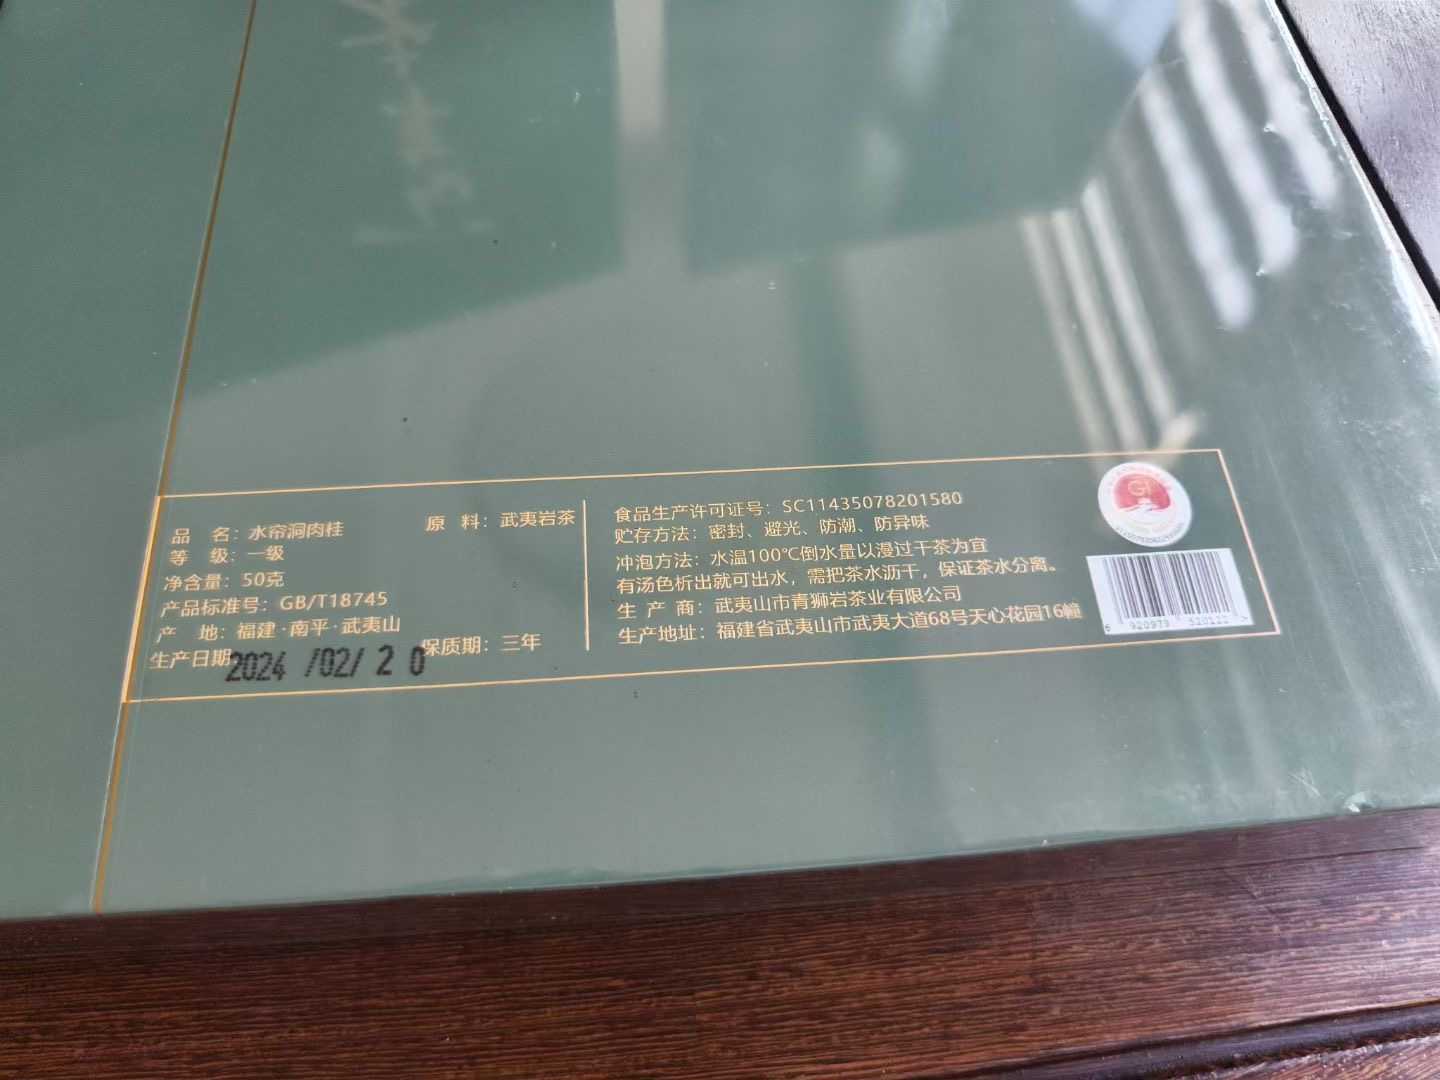 品 名：水帘洞肉桂
原 料：武夷岩茶
等 级：一级
净含量：50克
产品标准号：GB/T18745
产 地：福建·南平·武夷山
生产日期
2024 /02/ 2 0
保质期：三年
食品生产许可证号：SC11435078201580
贮存方法：密封、避光、防潮、防异味
冲泡方法：水温100℃倒水量以漫过干茶为宜
有汤色析出就可出水，需把茶水沥干，保证茶水分离。
生 产 商：武夷山市青狮岩茶业有限公司
生产地址：福建省武夷山市武夷大道68号天心花园16幢
GI